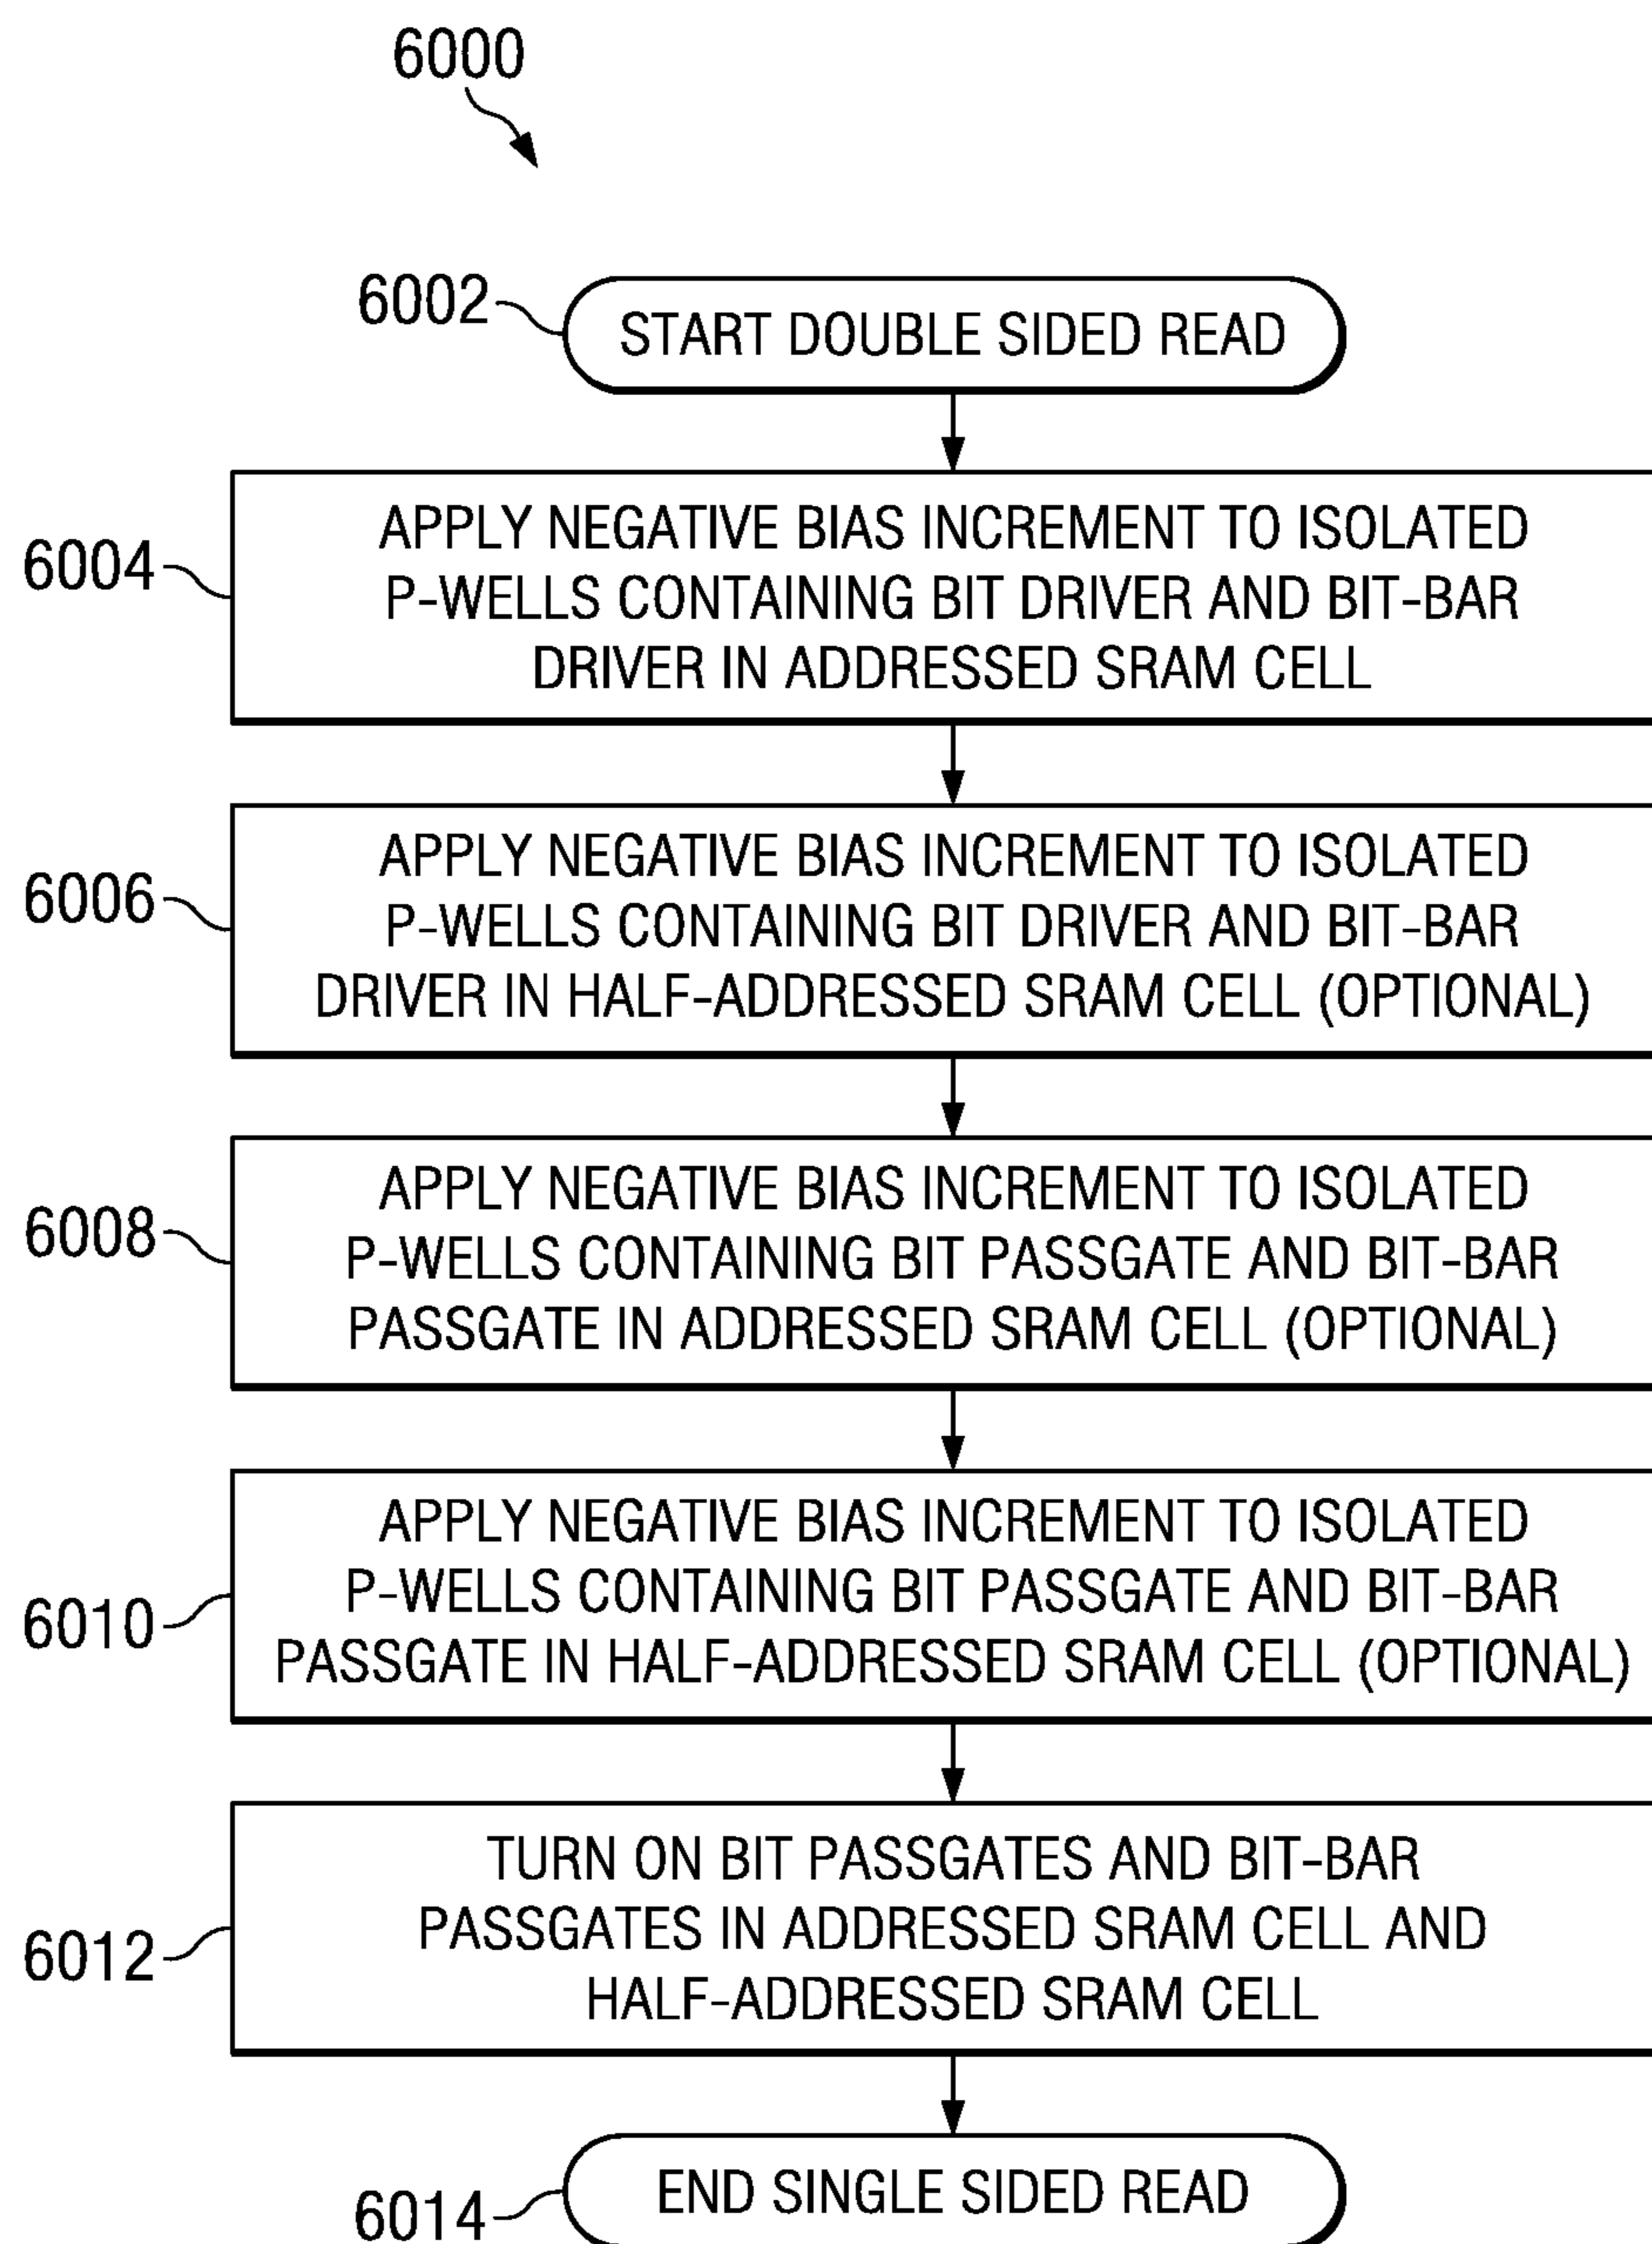 6000
6002
START DOUBLE SIDED READ
6004
APPLY NEGATIVE BIAS INCREMENT TO ISOLATED
P-WELLS CONTAINING BIT DRIVER AND BIT-BAR
DRIVER IN ADDRESSED SRAM CELL
6006
APPLY NEGATIVE BIAS INCREMENT TO ISOLATED
P-WELLS CONTAINING BIT DRIVER AND BIT-BAR
DRIVER IN HALF-ADDRESSED SRAM CELL (OPTIONAL)
6008
APPLY NEGATIVE BIAS INCREMENT TO ISOLATED
P-WELLS CONTAINING BIT PASSGATE AND BIT-BAR
PASSGATE IN ADDRESSED SRAM CELL (OPTIONAL)
6010
APPLY NEGATIVE BIAS INCREMENT TO ISOLATED
P-WELLS CONTAINING BIT PASSGATE AND BIT-BAR
PASSGATE IN HALF-ADDRESSED SRAM CELL (OPTIONAL)
6012
TURN ON BIT PASSGATES AND BIT-BAR
PASSGATES IN ADDRESSED SRAM CELL AND
HALF-ADDRESSED SRAM CELL
6014
END SINGLE SIDED READ